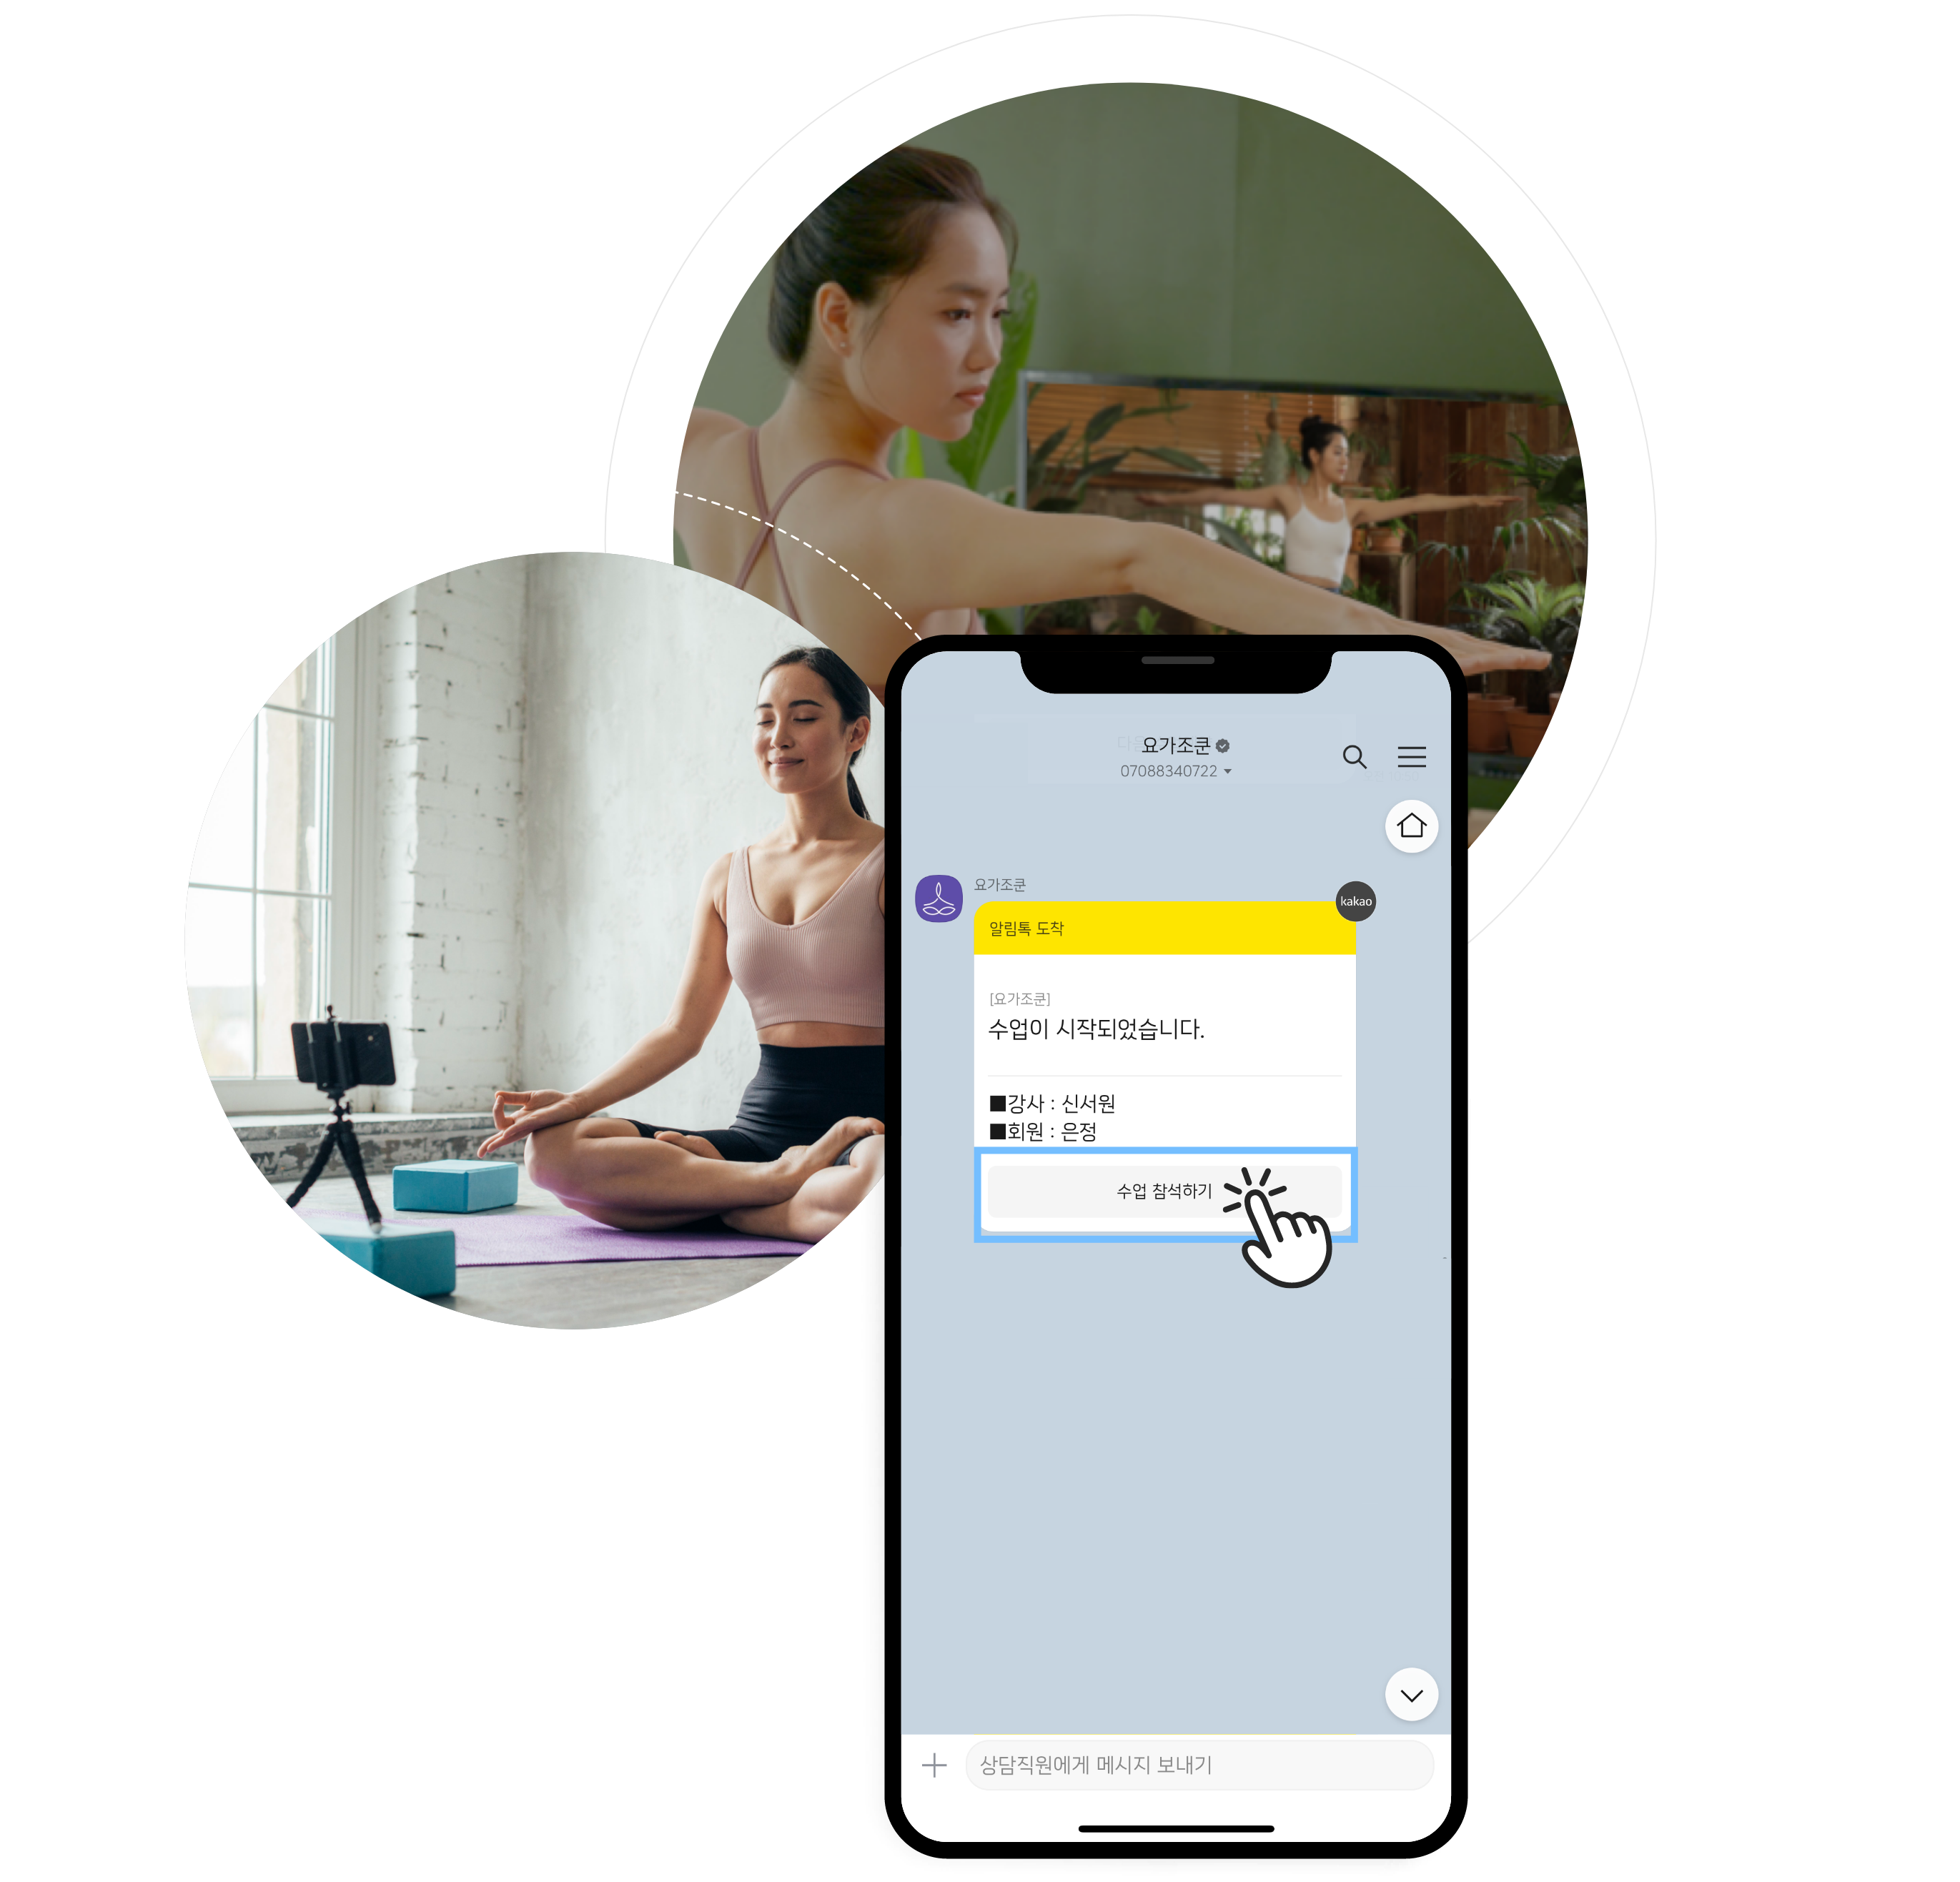 요가조쿤
07088340722
요가조쿤
kakao
알림톡 도착
[요가조쿤]
수업이 시작되었습니다.
■강사 : 신서원
■회원 : 은정
수업 참석하기
상담직원에게 메시지 보내기